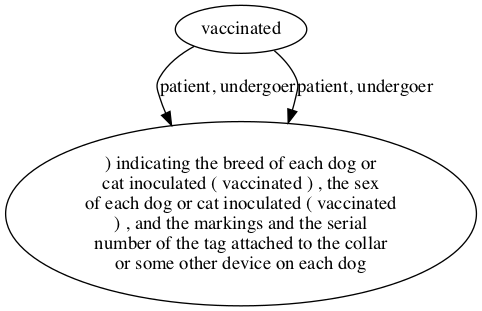 vaccinated
patient, undergoer patient, undergoer
) indicating the breed of each dog or
cat inoculated ( vaccinated ) , the sex
of each dog or cat inoculated ( vaccinated
) , and the markings and the serial
number of the tag attached to the collar
or some other device on each dog